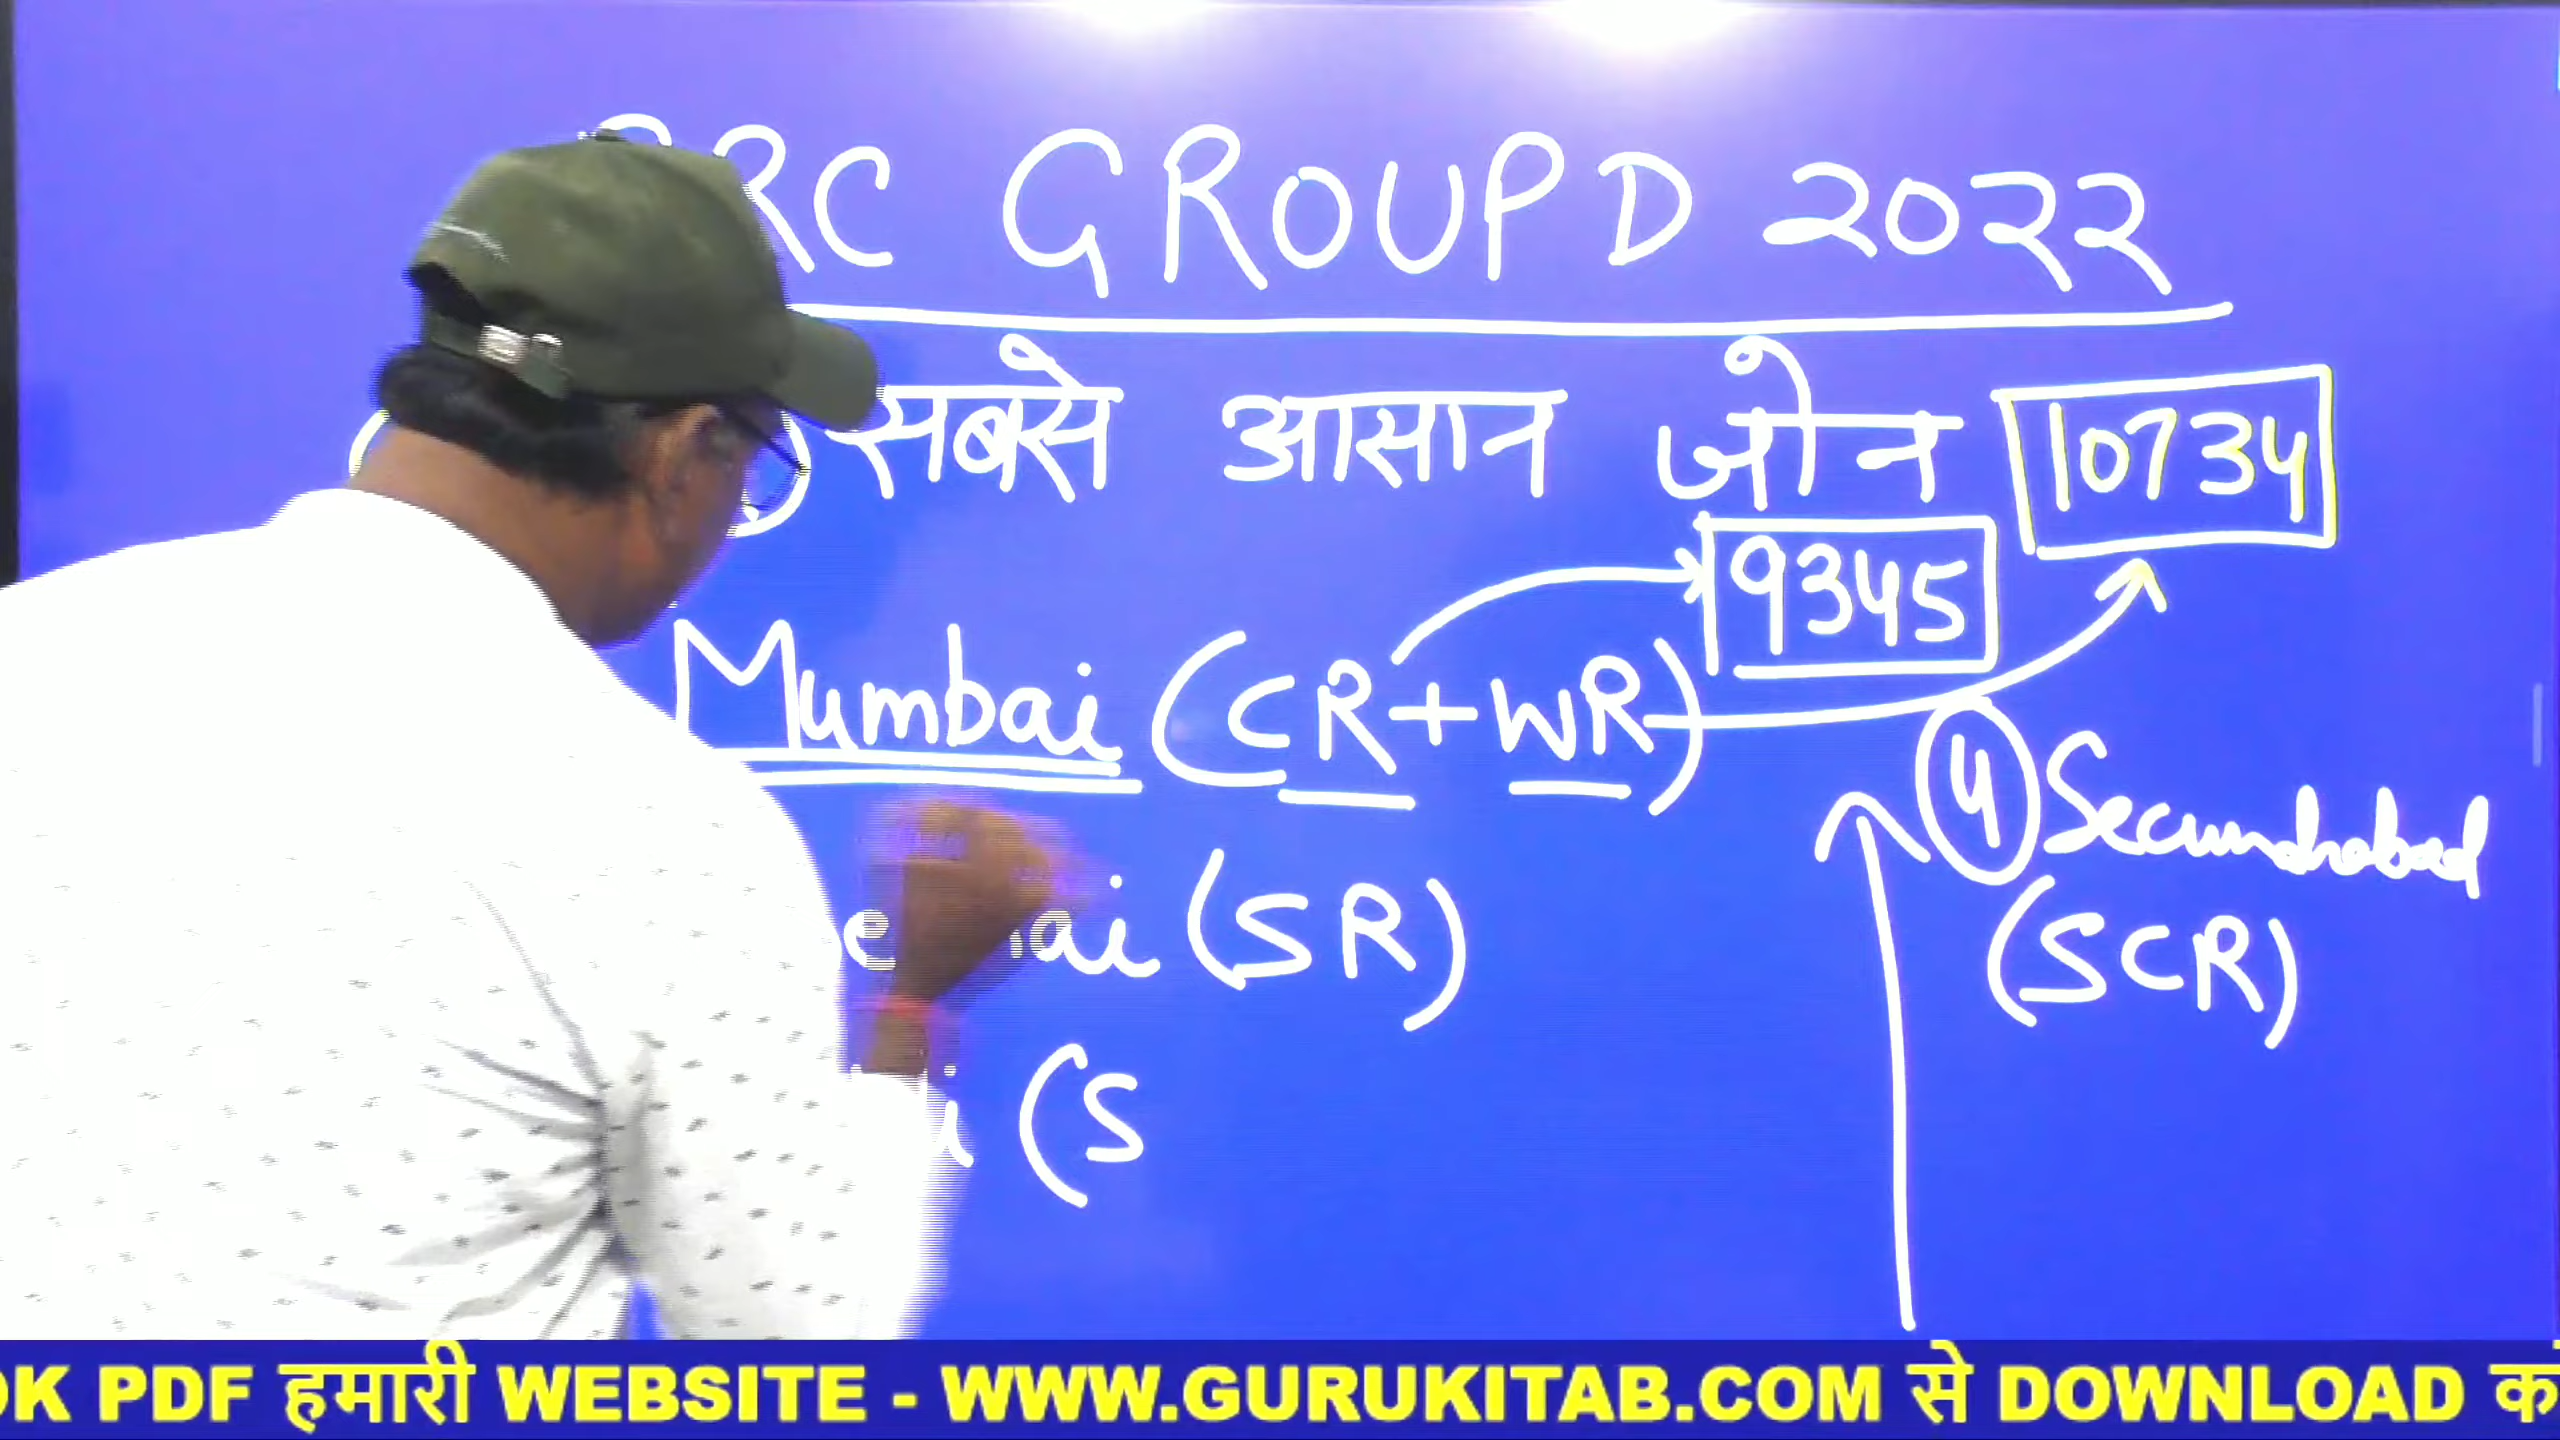 RC GROUP D 2022
सबसे आसान जोन 10734
9345
Mumbai (CR+WR)
4 Secundrabad
(SR)
(SCR)
(S
PDF हमारी WEBSITE - WWW.GURUKITAB.COM से DOWNLOAD